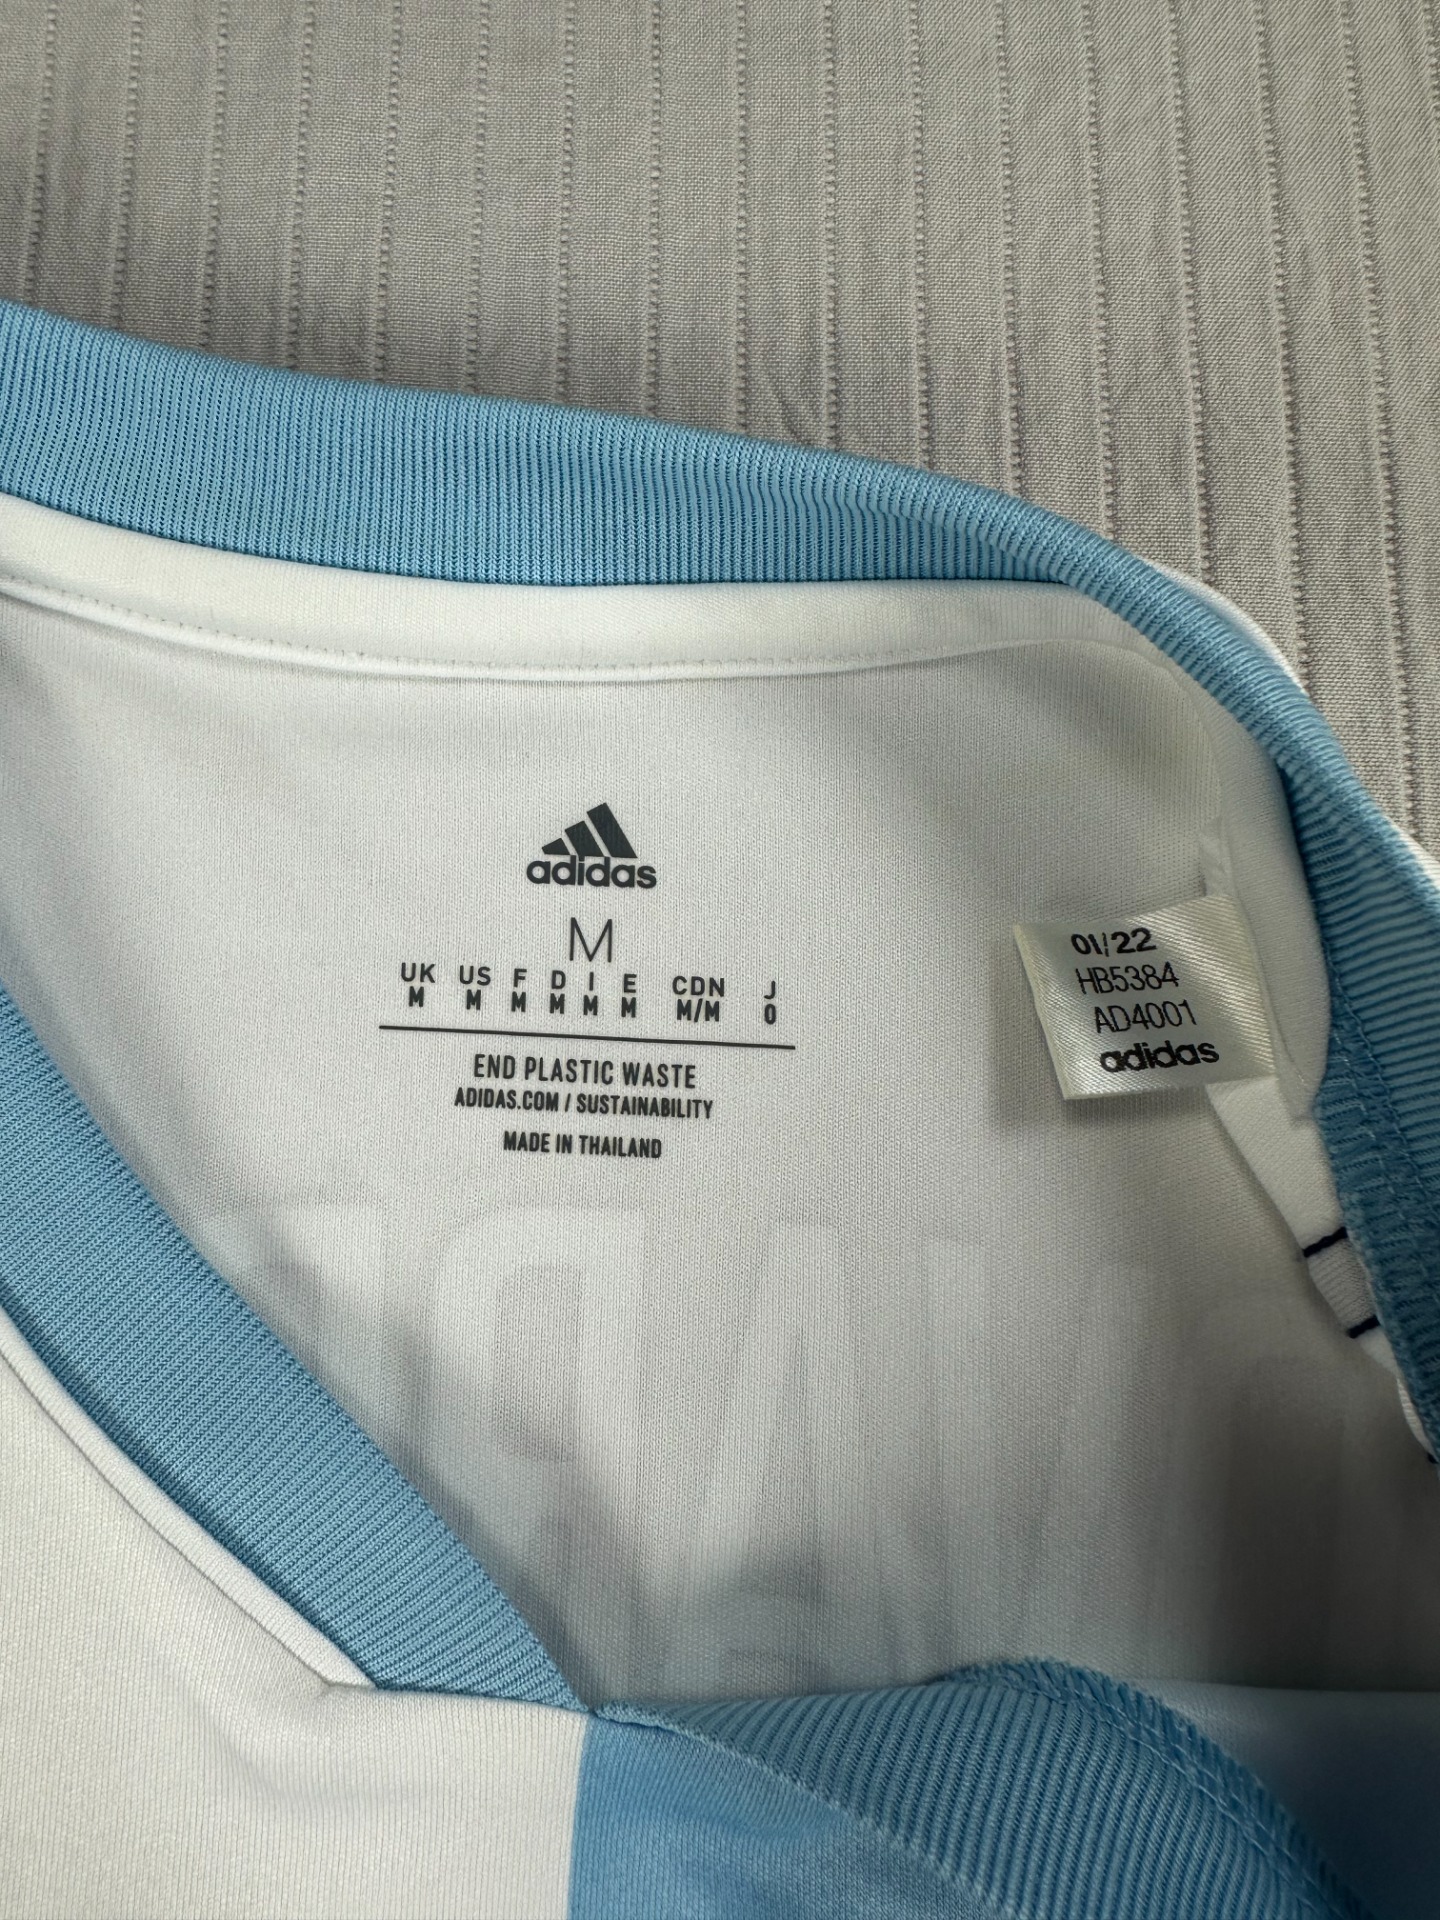 adidas
M
UK US F D I E CDN J
M M M M M M M/M O
END PLASTIC WASTE
ADIDAS.COM / SUSTAINABILITY
MADE IN THAILAND
01/22
HB5384
AD4001
adidas